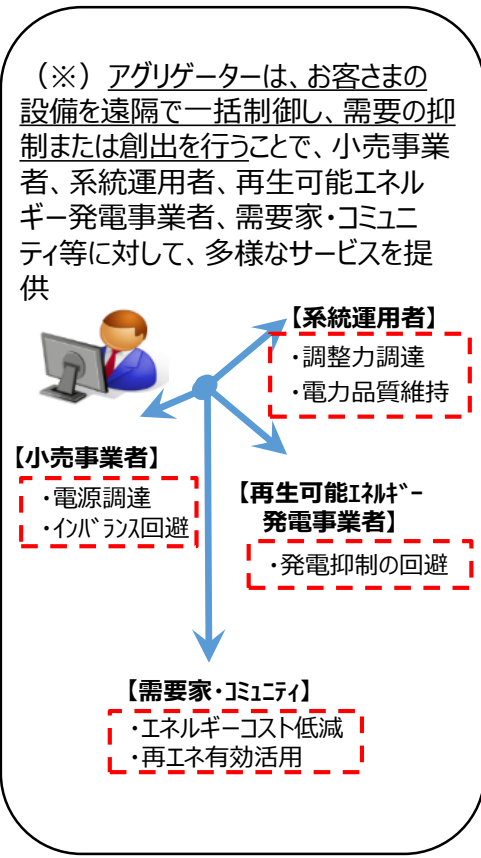 （※）アグリゲーターは、お客さまの
設備を遠隔で一括制御し、需要の抑
制または創出を行うことで、小売事業
者、系統運用者、再生可能エネル
ギー発電事業者、需要家・コミュニ
ティ等に対して、多様なサービスを提
供
【系統運用者】
・調整力調達
・電力品質維持
【小売事業者】
・電源調達
・ｲﾝﾊﾞﾗﾝｽ回避
【再生可能ｴﾈﾙｷﾞｰ
発電事業者】
・発電抑制の回避
【需要家・ｺﾐｭﾆﾃｨ】
・エネルギーコスト低減
・再エネ有効活用